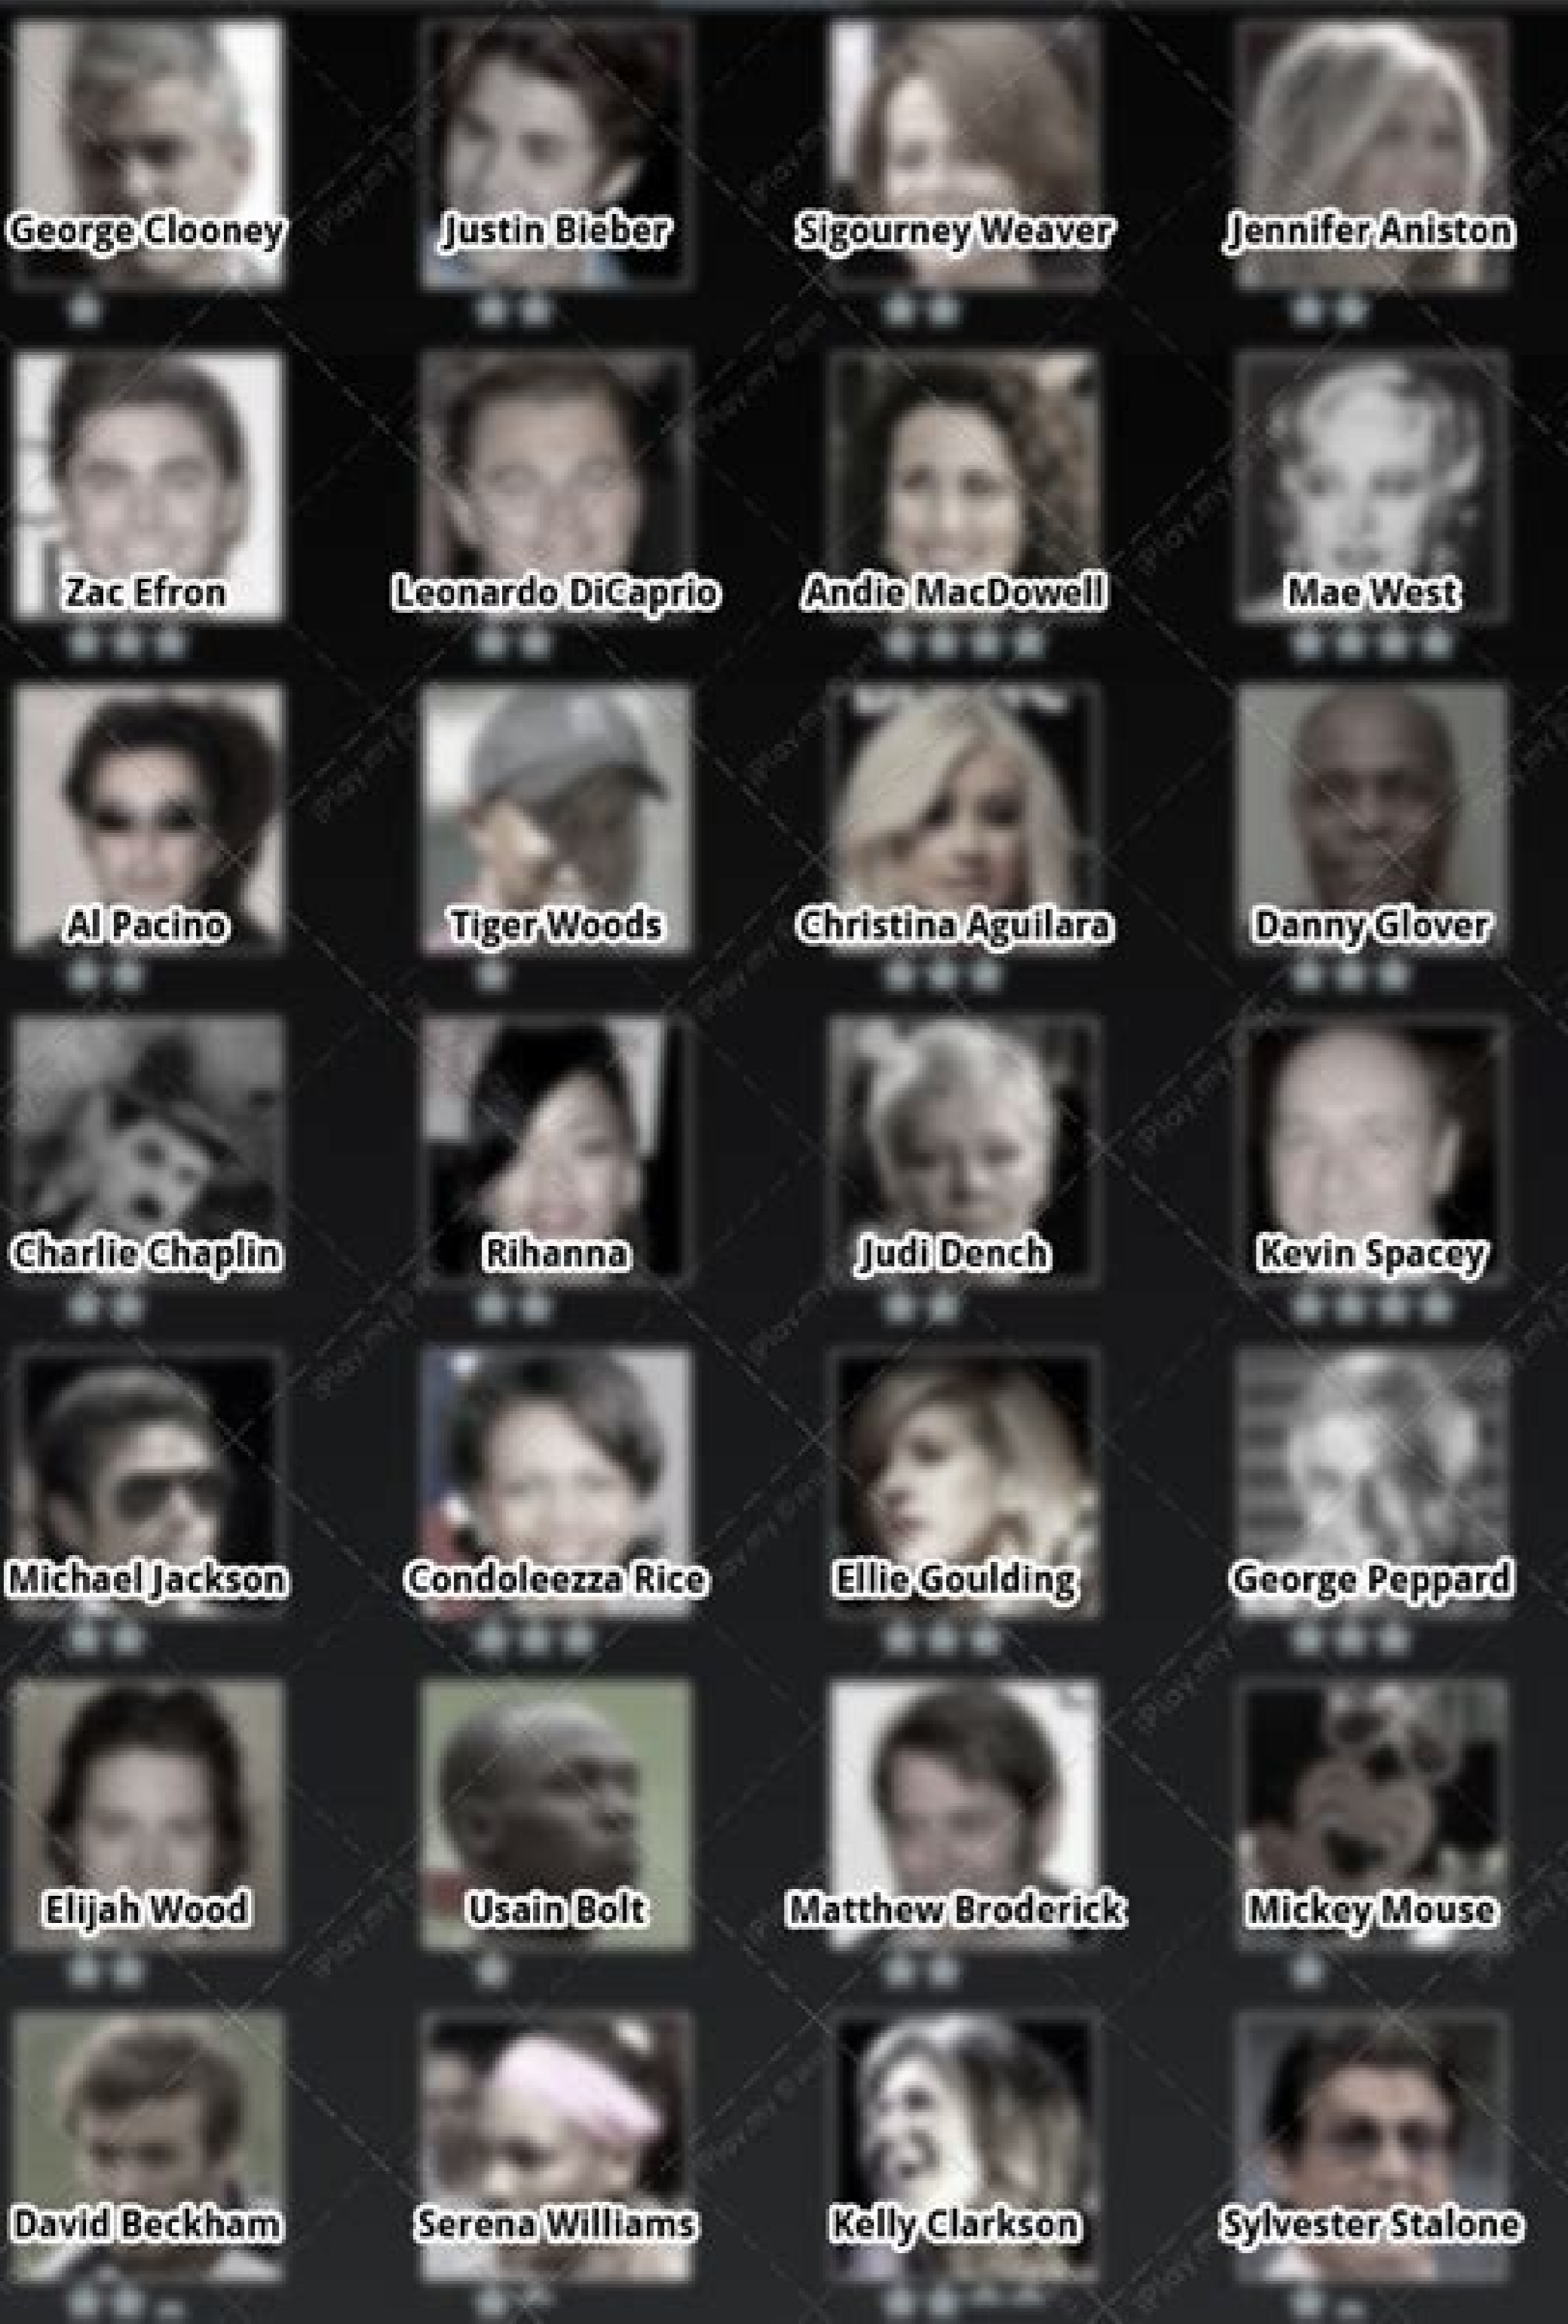 George Clooney Justin Bieber Sigourney Weaver Jennifer Aniston
Zac Efron Leonardo DiCaprio Andie MacDowell Mae West
Al Pacino Tiger Woods Christina Aguilara Danny Glover
Charlie Chaplin Rihanna Judi Dench Kevin Spacey
Michael Jackson Condoleezza Rice Ellie Goulding George Peppard
Elijah Wood Usain Bolt Matthew Broderick Mickey Mouse
David Beckham Serena Williams Kelly Clarkson Sylvester Stalone